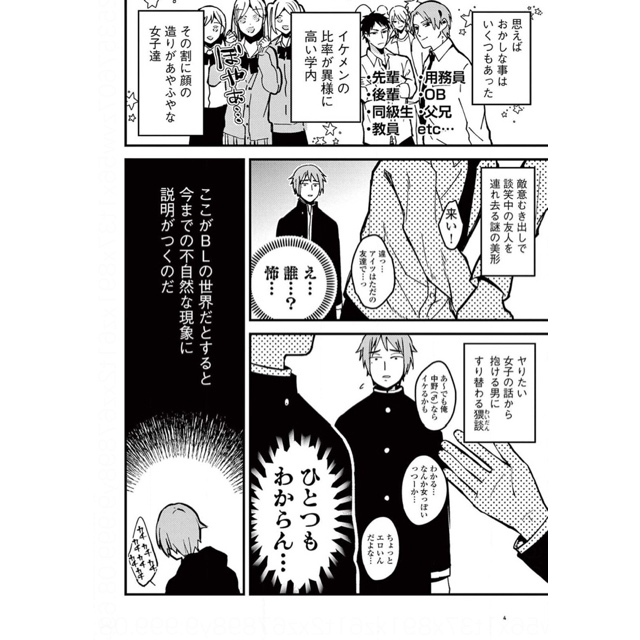 思えば
おかしな事は
いくつもあった
・先輩
・後輩
・同級生
・教員
・用務員
・OB
・父兄
etc…
イケメンの
比率が異様に
高い学内
ぽやぁ…
その割に顔の
造りがあやふやな
女子達
敵意むき出しで
談笑中の友人を
連れ去る謎の美形
来い!
違っ…
アイツはただの
友達で…
え…
誰…?
怖…
ヤりたい
女子の話から
抱ける男に
すり替わる猥談
わいだん
あ〜でも俺
中野(♂)なら
イケるかも
わかる…
なんか女っぽい
っつーか…
ちょっと
エロいん
だよな…
ひとつも
わからん…
ここがBLの世界だとすると
今までの不自然な現象に
説明がつくのだ
4